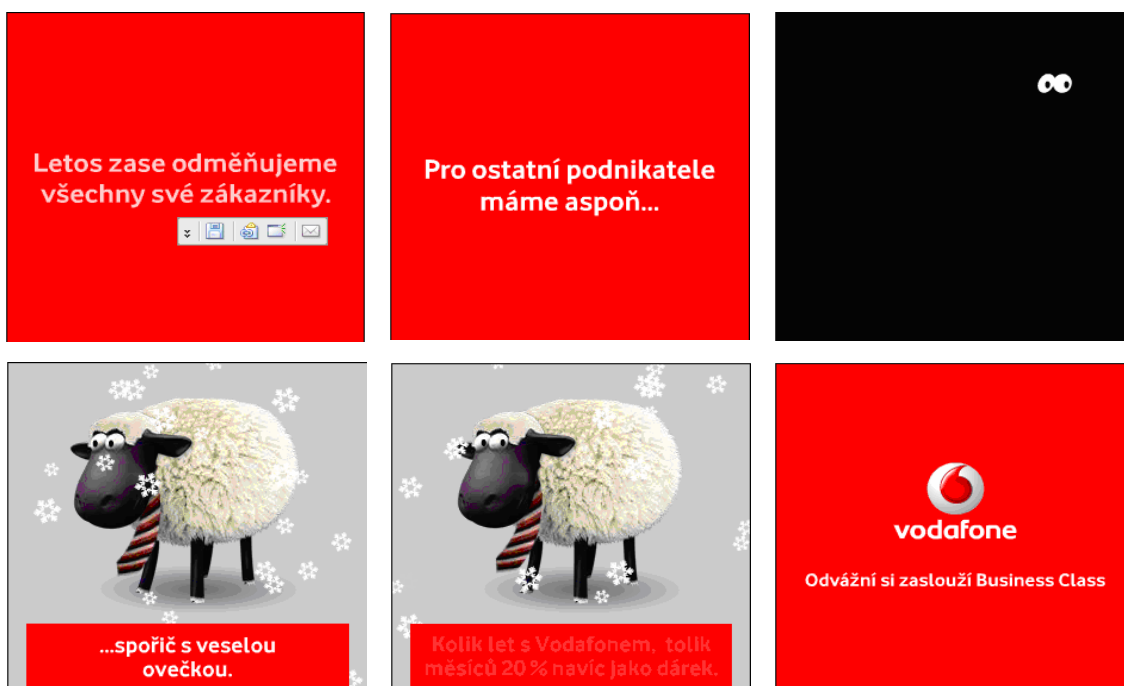 Letos zase odměňujeme
všechny své zákazníky.
Pro ostatní podnikatele
máme aspoň...
...spořič s veselou
ovečkou.
Kolik let s Vodafonem, tolik
měsíců 20 % navíc jako dárek.
vodafone
Odvážní si zaslouží Business Class